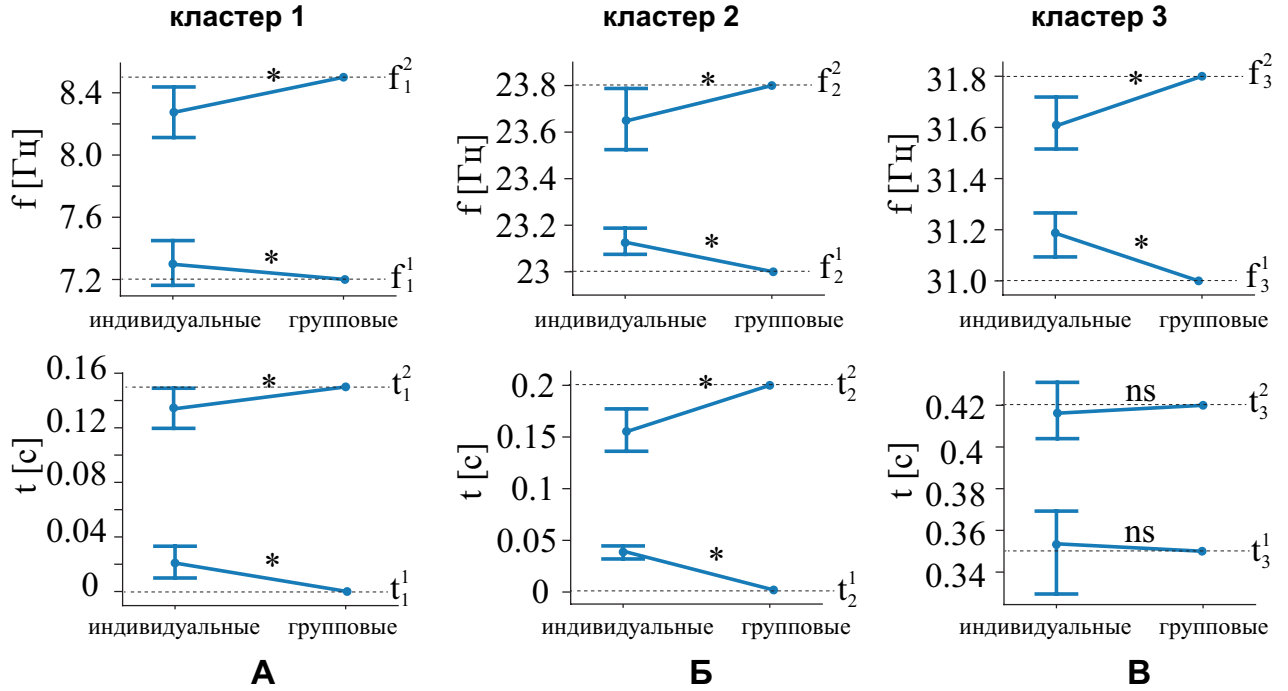 кластер 1
кластер 2
кластер 3
f [Гц]
8.4
8.0
7.6
7.2
*
*
f₁²
f₁¹
индивидуальные групповые
f [Гц]
23.8
23.6
23.4
23.2
23
*
*
f₂²
f₂¹
индивидуальные групповые
f [Гц]
31.8
31.6
31.4
31.2
31.0
*
*
f₃²
f₃¹
индивидуальные групповые
t [с]
0.16
0.12
0.08
0.04
0
*
*
t₁²
t₁¹
индивидуальные групповые
t [с]
0.2
0.15
0.1
0.05
0
*
*
t₂²
t₂¹
индивидуальные групповые
t [с]
0.42
0.4
0.38
0.36
0.34
ns
ns
t₃²
t₃¹
индивидуальные групповые
А
Б
В